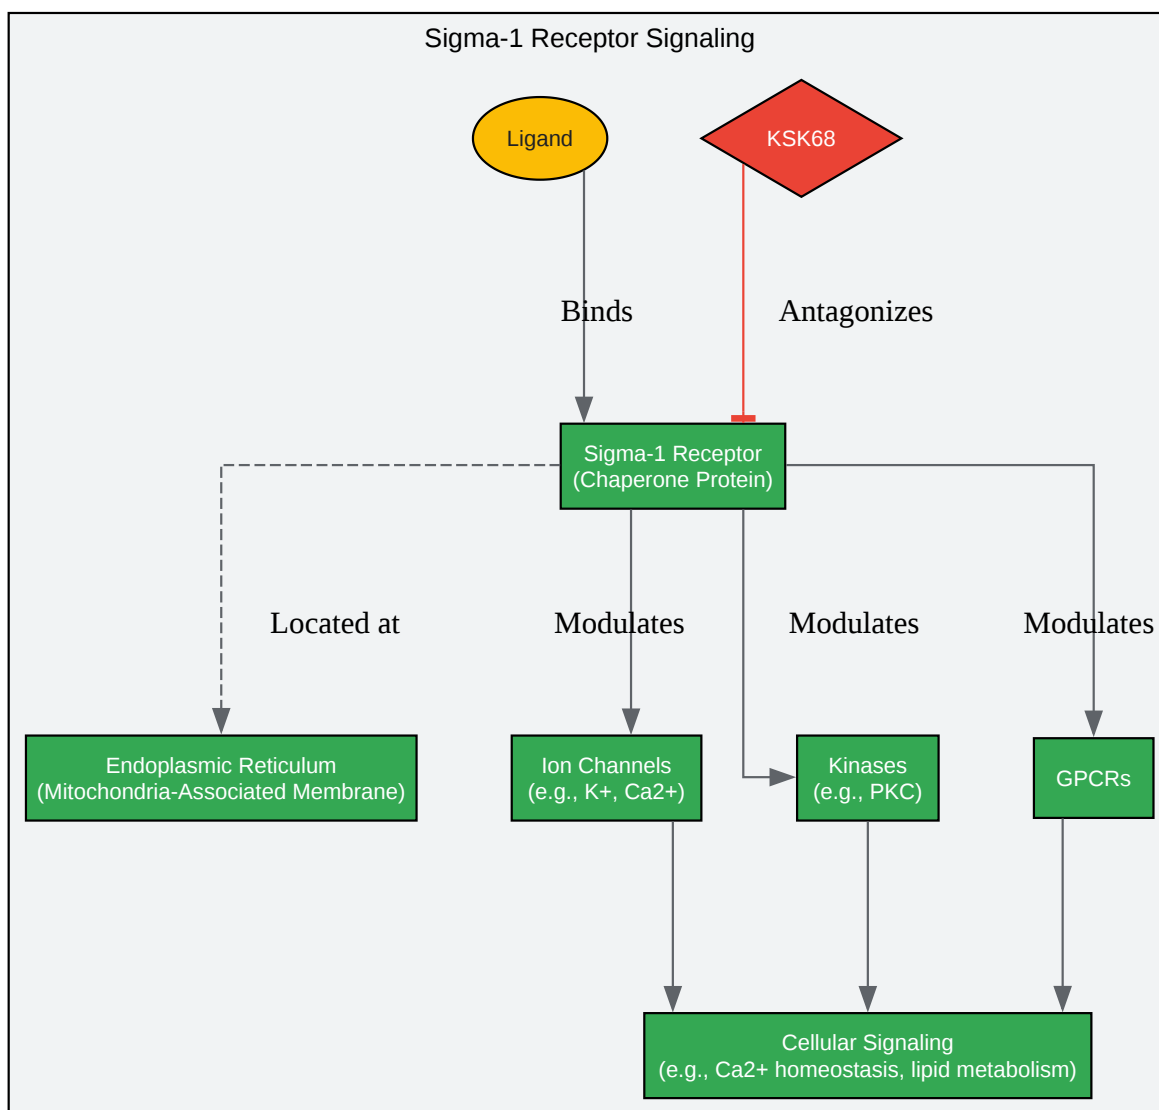 Sigma-1 Receptor Signaling
Ligand
KSK68
Binds
Antagonizes
Sigma-1 Receptor
(Chaperone Protein)
Located at
Modulates
Modulates
Modulates
Endoplasmic Reticulum
(Mitochondria-Associated Membrane)
Ion Channels
(e.g., K+, Ca2+)
Kinases
(e.g., PKC)
GPCRs
Cellular Signaling
(e.g., Ca2+ homeostasis, lipid metabolism)